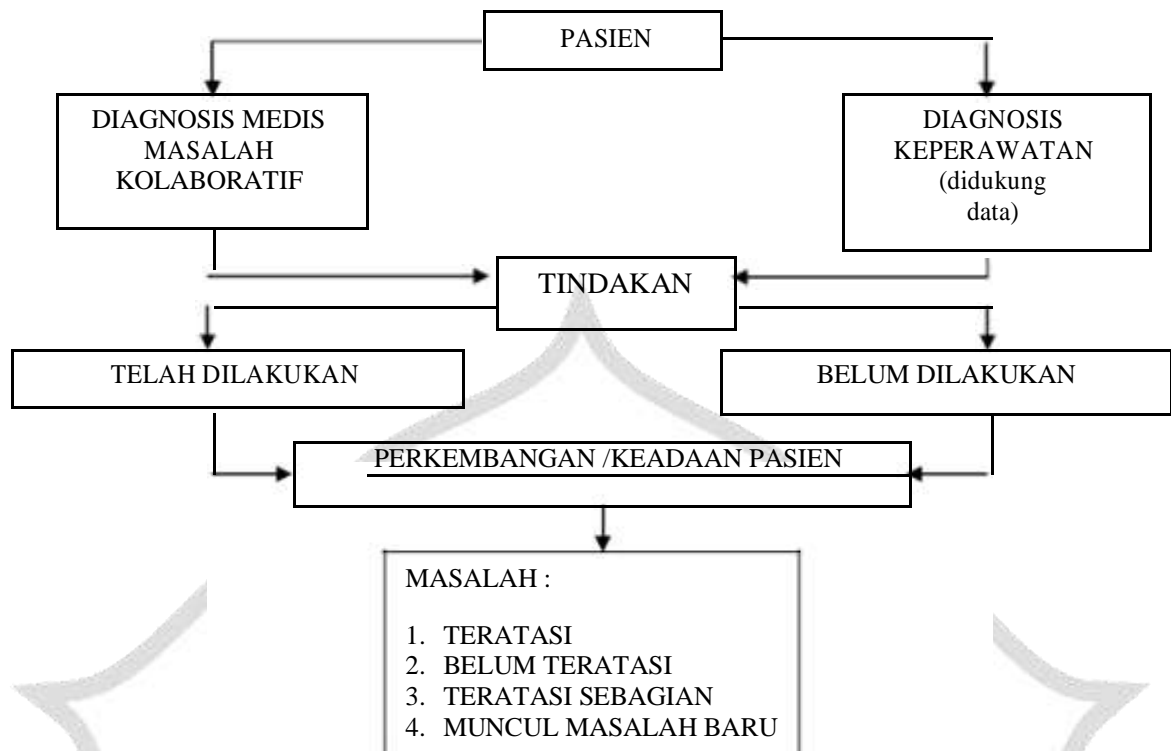 PASIEN
DIAGNOSIS MEDIS
MASALAH
KOLABORATIF
DIAGNOSIS
KEPERAWATAN
(didukung
data)
TINDAKAN
TELAH DILAKUKAN
BELUM DILAKUKAN
PERKEMBANGAN /KEADAAN PASIEN
MASALAH :
1. TERATASI
2. BELUM TERATASI
3. TERATASI SEBAGIAN
4. MUNCUL MASALAH BARU